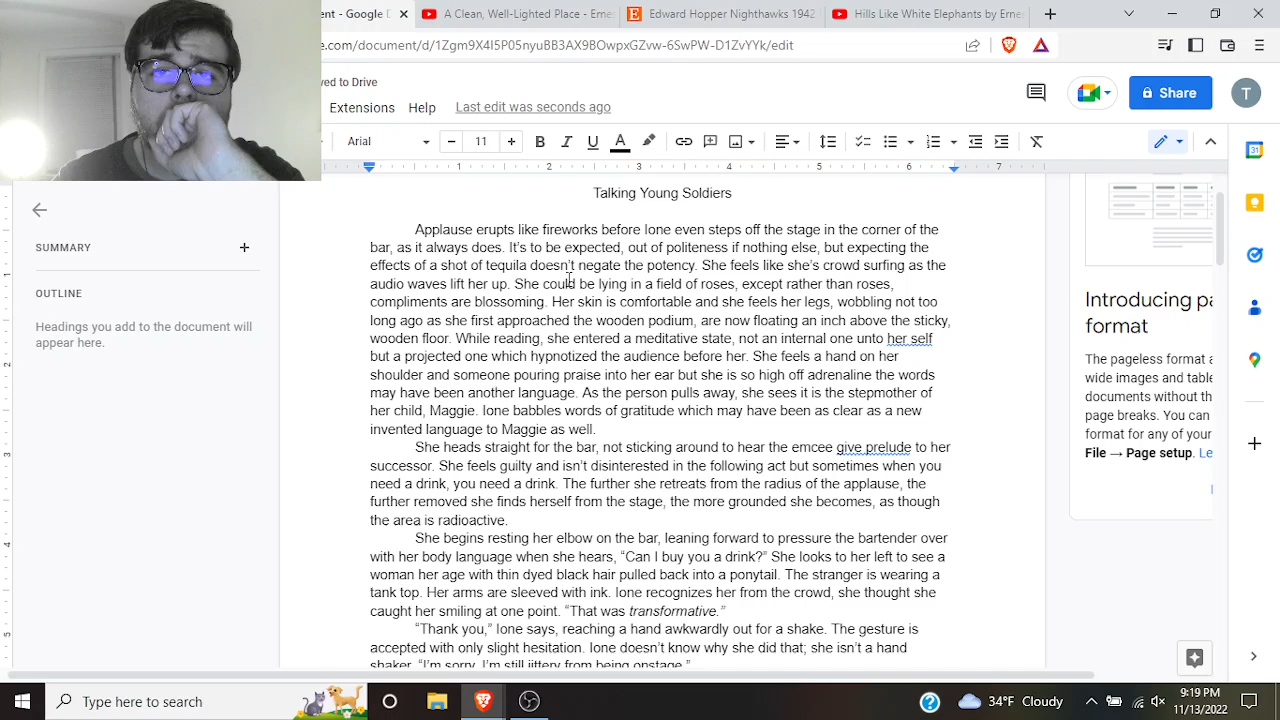 nt - Google D
A Clean, Well-Lighted Place - Erne
Edward Hopper Nighthawks 1942
Hills Like White Elephants by Erne
e.com/document/d/1Zgm9X4I5P05nyuBB3AX9BOwpxGZvw-6SwPW-D1ZvYYk/edit
ved to Drive
Extensions Help Last edit was seconds ago
Share
T
Arial 11
1 2 3 4 5 6 7
SUMMARY
OUTLINE
Headings you add to the document will
appear here.
Talking Young Soldiers
Applause erupts like fireworks before Ione even steps off the stage in the corner of the
bar, as it always does. It's to be expected, out of politeness if nothing else, but expecting the
effects of a shot of tequila doesn't negate the potency. She feels like she's crowd surfing as the
audio waves lift her up. She could be lying in a field of roses, except rather than roses,
compliments are blossoming. Her skin is comfortable and she feels her legs, wobbling not too
long ago as she first approached the wooden podium, are now floating an inch above the sticky,
wooden floor. While reading, she entered a meditative state, not an internal one unto her self
but a projected one which hypnotized the audience before her. She feels a hand on her
shoulder and someone pouring praise into her ear but she is so high off adrenaline the words
may have been another language. As the person pulls away, she sees it is the stepmother of
her child, Maggie. Ione babbles words of gratitude which may have been as clear as a new
invented language to Maggie as well.
She heads straight for the bar, not sticking around to hear the emcee give prelude to her
successor. She feels guilty and isn't disinterested in the following act but sometimes when you
need a drink, you need a drink. The further she retreats from the radius of the applause, the
further removed she finds herself from the stage, the more grounded she becomes, as though
the area is radioactive.
She begins resting her elbow on the bar, leaning forward to pressure the bartender over
with her body language when she hears, “Can I buy you a drink?” She looks to her left to see a
woman her age with thin dyed black hair pulled back into a ponytail. The stranger is wearing a
tank top. Her arms are sleeved with ink. Ione recognizes her from the crowd, she thought she
caught her smiling at one point. “That was transformative.”
“Thank you,” Ione says, reaching a hand awkwardly out for a shake. The gesture is
accepted with only slight hesitation. Ione doesn't know why she did that; she isn't a hand
shaker. “I'm sorry, I'm still jittery from being onstage.”
1
2
3
4
5
Introducing pa
format
The pageless format a
wide images and table
documents without th
page breaks. You can
format for any of your
File → Page setup. Le
Type here to search
34°F Cloudy
9:19 PM
11/13/2022